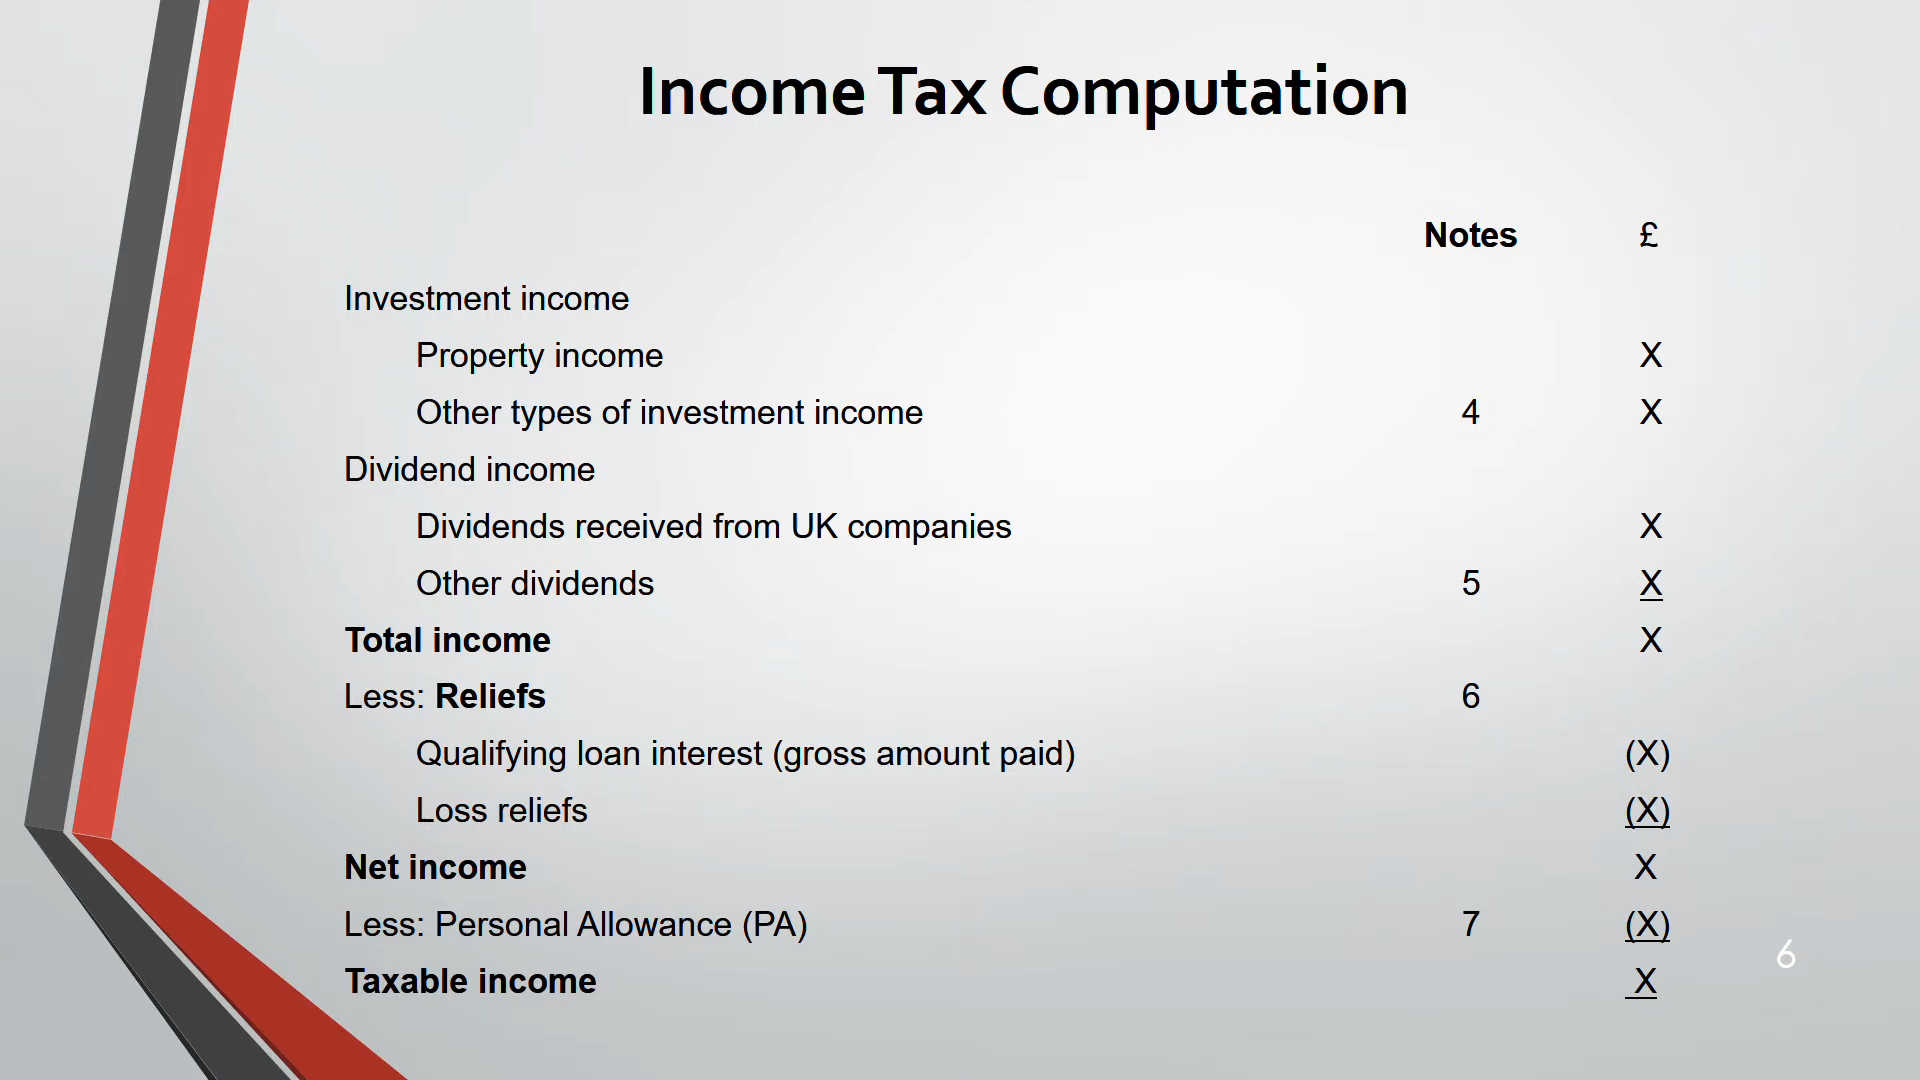 Income Tax Computation
Notes £
Investment income
Property income X
Other types of investment income 4 X
Dividend income
Dividends received from UK companies X
Other dividends 5 X
Total income X
Less: Reliefs 6
Qualifying loan interest (gross amount paid) (X)
Loss reliefs (X)
Net income X
Less: Personal Allowance (PA) 7 (X)
Taxable income X
6